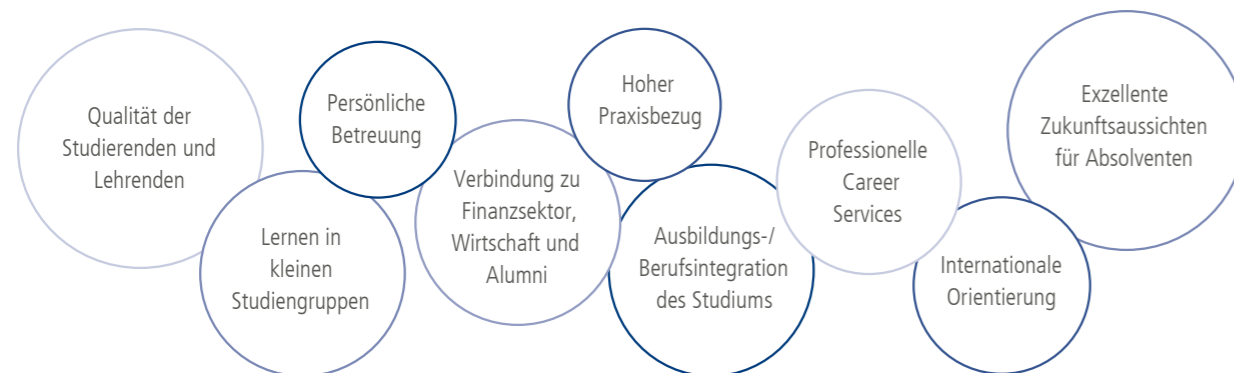 Qualität der
Studierenden und
Lehrenden
Lernen in
kleinen
Studiengruppen
Persönliche
Betreuung
Verbindung zu
Finanzsektor,
Wirtschaft und
Alumni
Hoher
Praxisbezug
Ausbildungs-/
Berufsintegration
des Studiums
Professionelle
Career
Services
Internationale
Orientierung
Exzellente
Zukunftsaussichten
für Absolventen